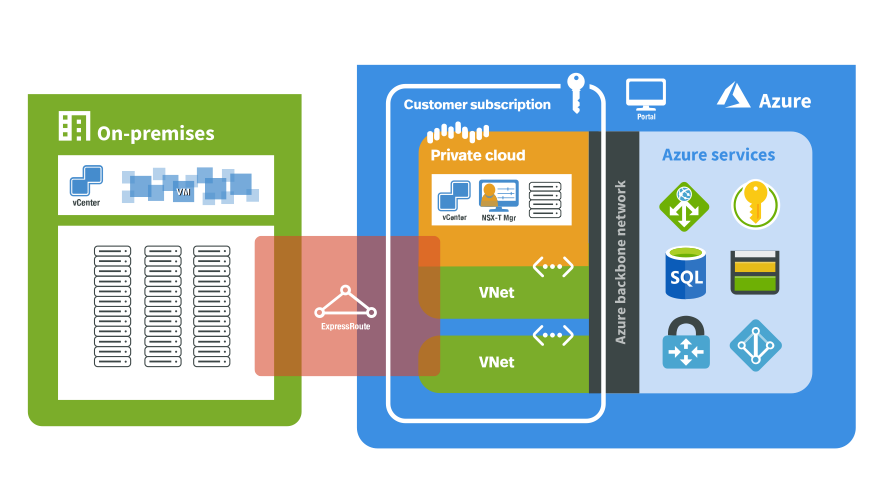 On-premises
vCenter
VM
ExpressRoute
Customer subscription
Portal
Azure
Private cloud
vCenter
NSX-T Mgr
VNet
VNet
Azure backbone network
Azure services
SQL